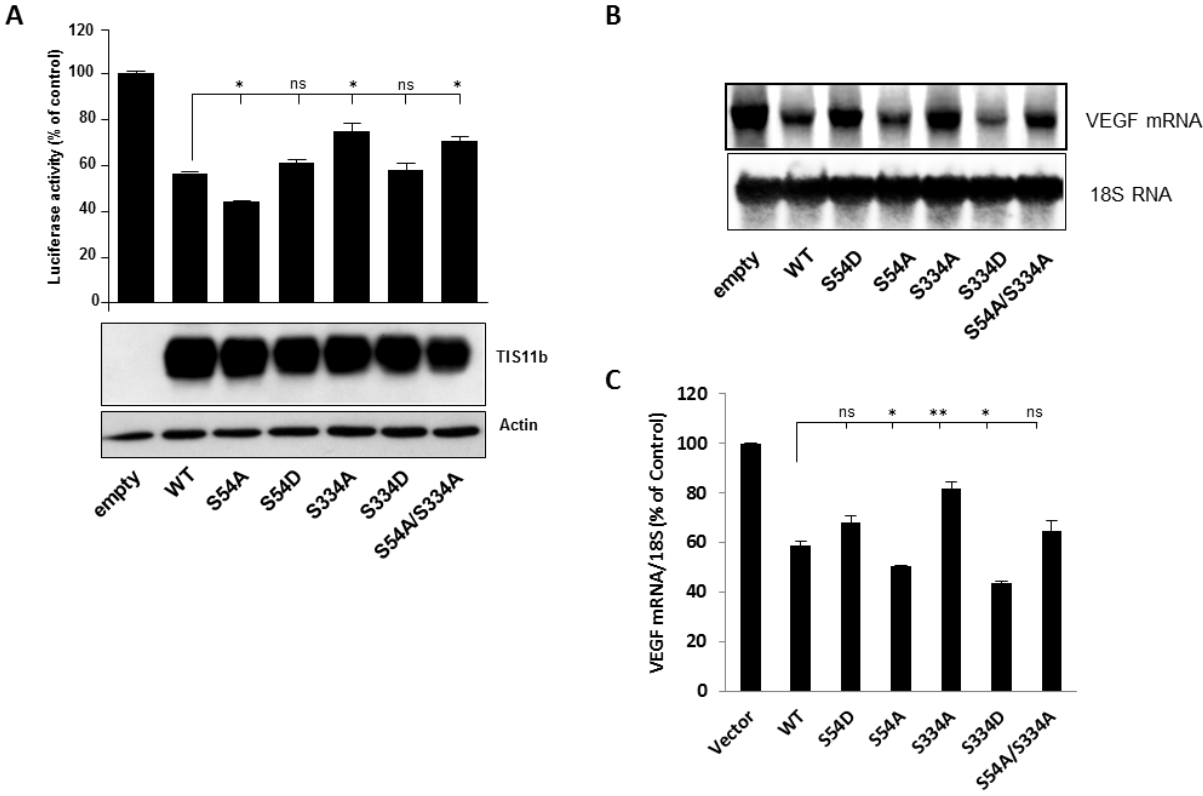 A
Luciferase activity (% of control)
120
100
80
60
40
20
0
* ns * ns *
TIS11b
Actin
empty WT S54A S54D S334A S334D S54A/S334A
B
VEGF mRNA
18S RNA
empty WT S54D S54A S334A S334D S54A/S334A
C
VEGF mRNA/18S (% of Control)
120
100
80
60
40
20
0
ns * ** * ns
Vector WT S54D S54A S334A S334D S54A/S334A